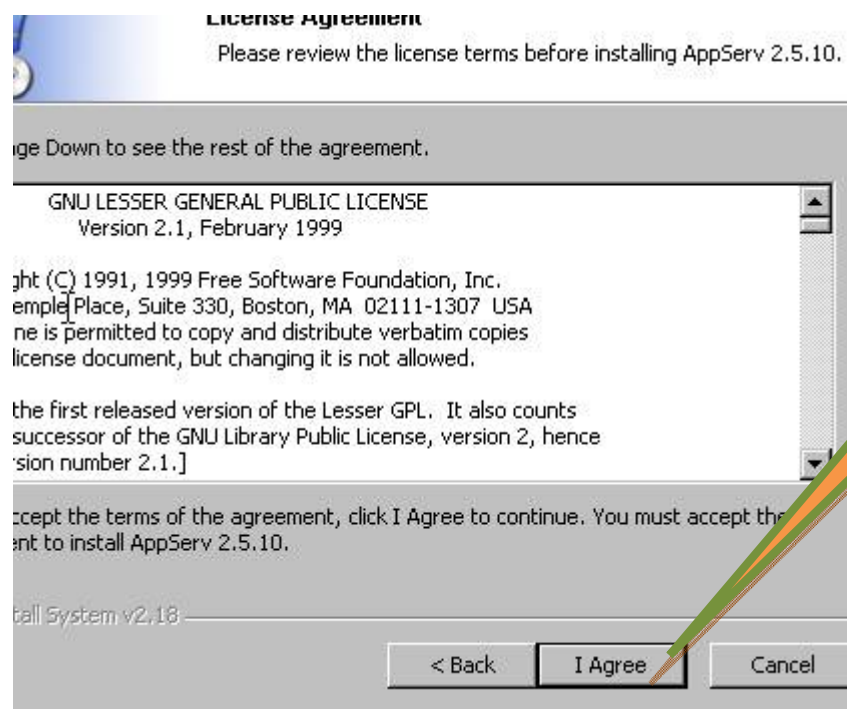 License Agreement
Please review the license terms before installing AppServ 2.5.10.
ge Down to see the rest of the agreement.
GNU LESSER GENERAL PUBLIC LICENSE
Version 2.1, February 1999
ght (C) 1991, 1999 Free Software Foundation, Inc.
emple Place, Suite 330, Boston, MA 02111-1307 USA
ne is permitted to copy and distribute verbatim copies
license document, but changing it is not allowed.
the first released version of the Lesser GPL. It also counts
successor of the GNU Library Public License, version 2, hence
rsion number 2.1.]
ccept the terms of the agreement, click I Agree to continue. You must accept the
ent to install AppServ 2.5.10.
tall System v2.18
< Back I Agree Cancel